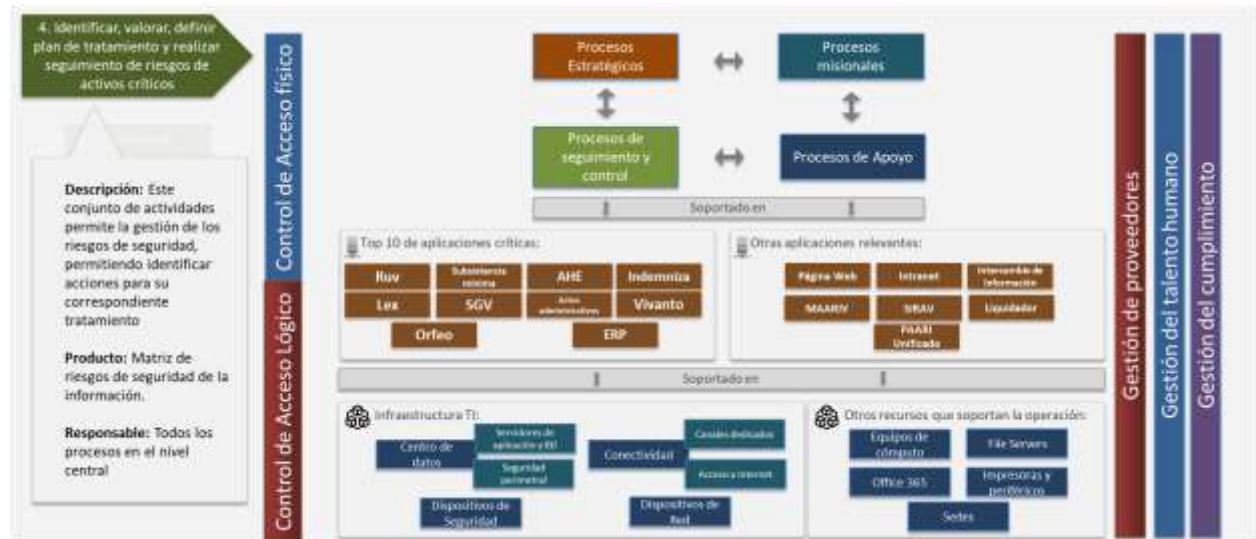 4. Identificar, valorar, definir
plan de tratamiento y realizar
seguimiento de riesgos de
activos críticos
Descripción: Este
conjunto de actividades
permite la gestión de los
riesgos de seguridad,
permitiendo identificar
acciones para su
correspondiente
tratamiento
Producto: Matriz de
riesgos de seguridad de la
información.
Responsable: Todos los
procesos en el nivel
central
Control de Acceso físico
Control de Acceso Lógico
Procesos
Estratégicos
Procesos
misionales
Procesos de
seguimiento y
control
Procesos de Apoyo
Soportado en
Top 10 de aplicaciones críticas:
Ruv
Subsistencia
mínima
AHE
Indemniza
Lex
SGV
Actos
administrativos
Vivanto
Orfeo
ERP
Otras aplicaciones relevantes:
Página Web
Intranet
Intercambio de
Información
MAARIV
SIRAV
Liquidador
PAARI
Unificado
Soportado en
Infraestructura TI:
Centro de
datos
Servidores de
aplicación y BD
Seguridad
perimetral
Conectividad
Canales dedicados
Acceso a Internet
Dispositivos de
Seguridad
Dispositivos de
Red
Otros recursos que soportan la operación:
Equipos de
cómputo
File Servers
Office 365
Impresoras y
periféricos
Sedes
Gestión de proveedores
Gestión del talento humano
Gestión del cumplimiento